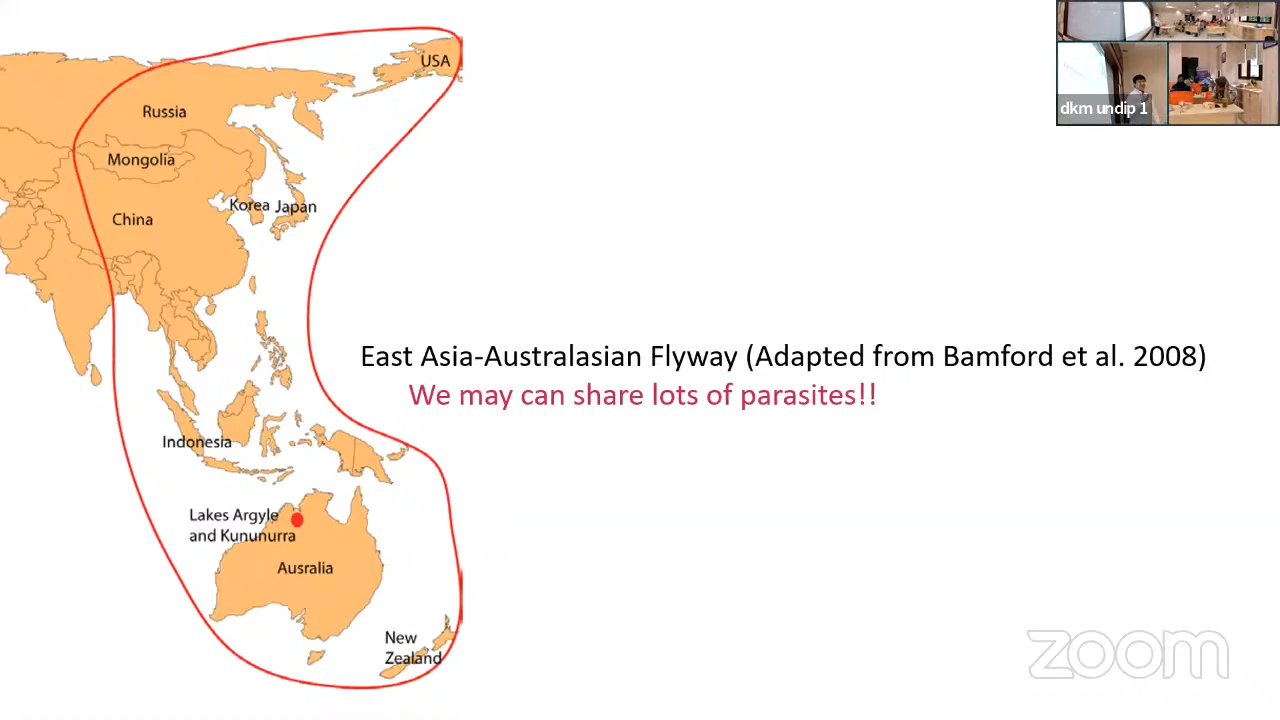 USA
Russia
Mongolia
China
Korea Japan
Indonesia
Lakes Argyle
and Kununurra
Ausralia
New
Zealand
East Asia-Australasian Flyway (Adapted from Bamford et al. 2008)
We may can share lots of parasites!!
dkm undip 1
zoom